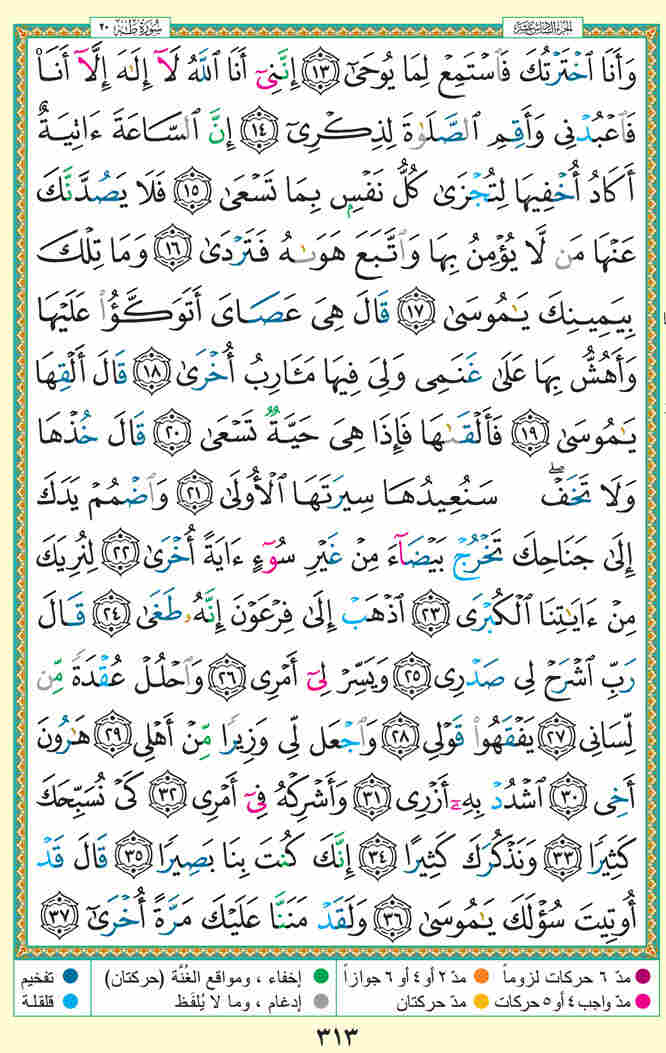 سُورَةُ طه ٢٠
الجزء السادس عشر
وَأَنَا ٱخْتَرْتُكَ فَٱسْتَمِعْ لِمَا يُوحَىٰٓ ١٣ إِنَّنِىٓ أَنَا ٱللَّهُ لَآ إِلَٰهَ إِلَّآ أَنَا۠
فَٱعْبُدْنِى وَأَقِمِ ٱلصَّلَوٰةَ لِذِكْرِىٓ ١٤ إِنَّ ٱلسَّاعَةَ ءَاتِيَةٌ
أَكَادُ أُخْفِيهَا لِتُجْزَىٰ كُلُّ نَفْسٍۭ بِمَا تَسْعَىٰ ١٥ فَلَا يَصُدَّنَّكَ
عَنْهَا مَن لَّا يُؤْمِنُ بِهَا وَٱتَّبَعَ هَوَىٰهُ فَتَرْدَىٰ ١٦ وَمَا تِلْكَ
بِيَمِينِكَ يَٰمُوسَىٰ ١٧ قَالَ هِىَ عَصَاىَ أَتَوَكَّؤُا۟ عَلَيْهَا
وَأَهُشُّ بِهَا عَلَىٰ غَنَمِى وَلِىَ فِيهَا مَـَٔارِبُ أُخْرَىٰ ١٨ قَالَ أَلْقِهَا
يَٰمُوسَىٰ ١٩ فَأَلْقَىٰهَا فَإِذَا هِىَ حَيَّةٌ تَسْعَىٰ ٢٠ قَالَ خُذْهَا
وَلَا تَخَفْ ۖ سَنُعِيدُهَا سِيرَتَهَا ٱلْأُولَىٰ ٢١ وَٱضْمُمْ يَدَكَ
إِلَىٰ جَنَاحِكَ تَخْرُجْ بَيْضَآءَ مِنْ غَيْرِ سُوٓءٍ ءَايَةً أُخْرَىٰ ٢٢ لِنُرِيَكَ
مِنْ ءَايَٰتِنَا ٱلْكُبْرَى ٢٣ ٱذْهَبْ إِلَىٰ فِرْعَوْنَ إِنَّهُۥ طَغَىٰ ٢٤ قَالَ
رَبِّ ٱشْرَحْ لِى صَدْرِى ٢٥ وَيَسِّرْ لِىٓ أَمْرِى ٢٦ وَٱحْلُلْ عُقْدَةً مِّن
لِّسَانِى ٢٧ يَفْقَهُوا۟ قَوْلِى ٢٨ وَٱجْعَل لِّى وَزِيرًا مِّنْ أَهْلِى ٢٩ هَٰرُونَ
أَخِى ٣٠ ٱشْدُدْ بِهِۦٓ أَزْرِى ٣١ وَأَشْرِكْهُ فِىٓ أَمْرِى ٣٢ كَىْ نُسَبِّحَكَ
كَثِيرًا ٣٣ وَنَذْكُرَكَ كَثِيرًا ٣٤ إِنَّكَ كُنتَ بِنَا بَصِيرًا ٣٥ قَالَ قَدْ
أُوتِيتَ سُؤْلَكَ يَٰمُوسَىٰ ٣٦ وَلَقَدْ مَنَنَّا عَلَيْكَ مَرَّةً أُخْرَىٰٓ ٣٧
مدّ ٦ حركات لزوماً مدّ ٢ أو ٤ أو ٦ جوازاً إخفاء ، ومواقع الغُنَّة (حركتان) تفخيم
مدّ واجب ٤ أو ٥ حركات مدّ حركتان إدغام ، وما لا يُلفَظ قلقلة
٣١٣